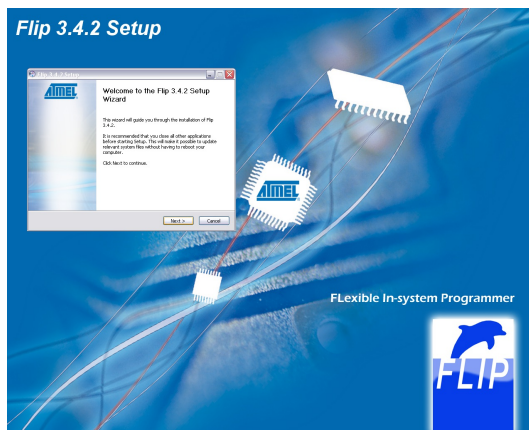 Flip 3.4.2 Setup
Flip 3.4.2 Setup
ATMEL
Welcome to the Flip 3.4.2 Setup
Wizard
This wizard will guide you through the installation of Flip
3.4.2.
It is recommended that you close all other applications
before starting Setup. This will make it possible to update
relevant system files without having to reboot your
computer.
Click Next to continue.
Next >
Cancel
ATMEL
FLexible In-system Programmer
FLIP